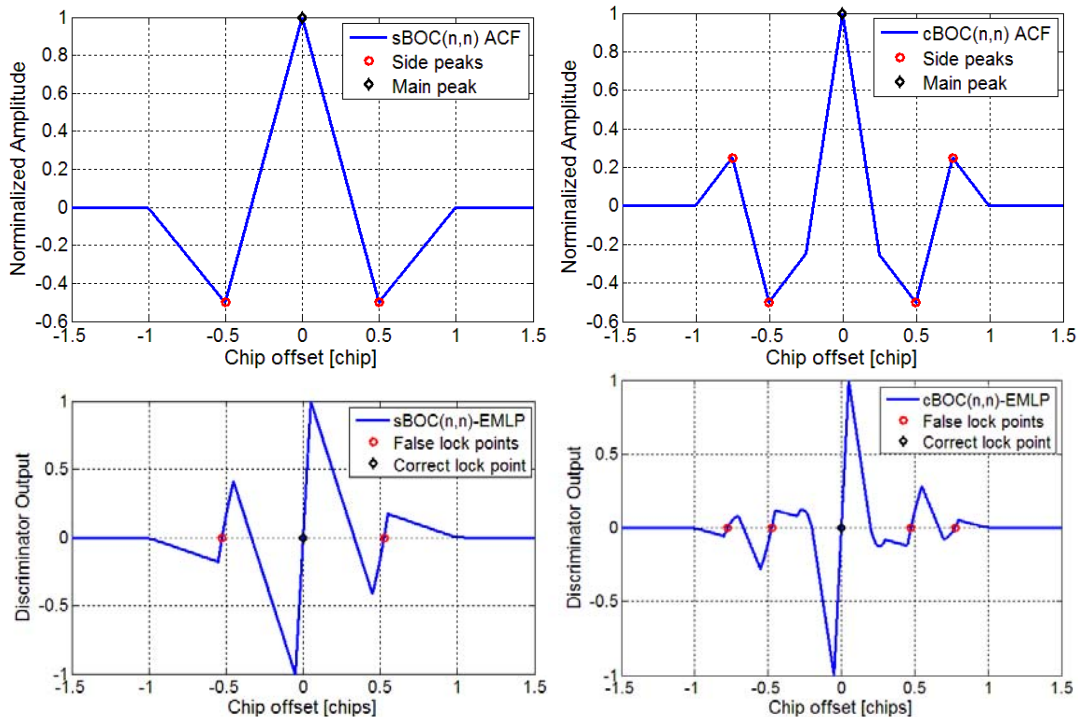 sBOC(n,n) ACF
Side peaks
Main peak
Norminalized Amplitude
1
0.8
0.6
0.4
0.2
0
-0.2
-0.4
-0.6
-1.5 -1 -0.5 0 0.5 1 1.5
Chip offset [chip]
cBOC(n,n) ACF
Side peaks
Main peak
Norminalized Amplitude
1
0.8
0.6
0.4
0.2
0
-0.2
-0.4
-0.6
-1.5 -1 -0.5 0 0.5 1 1.5
Chip offset [chip]
sBOC(n,n)-EMLP
False lock points
Correct lock point
Discriminator Output
1
0.5
0
-0.5
-1
-1.5 -1 -0.5 0 0.5 1 1.5
Chip offset [chips]
cBOC(n,n)-EMLP
False lock points
Correct lock point
Discriminator Output
1
0.5
0
-0.5
-1
-1.5 -1 -0.5 0 0.5 1 1.5
Chip offset [chips]